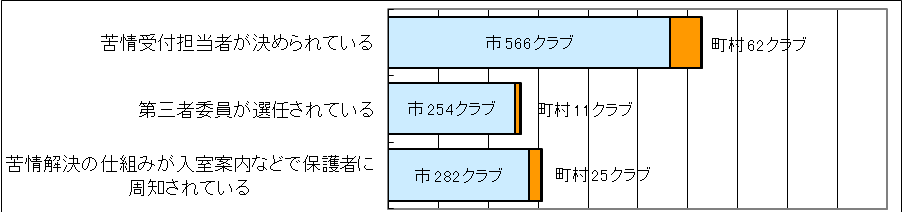 苦情受付担当者が決められている
市566クラブ
町村62クラブ
第三者委員が選任されている
市254クラブ
町村11クラブ
苦情解決の仕組みが入室案内などで保護者に
周知されている
市282クラブ
町村25クラブ